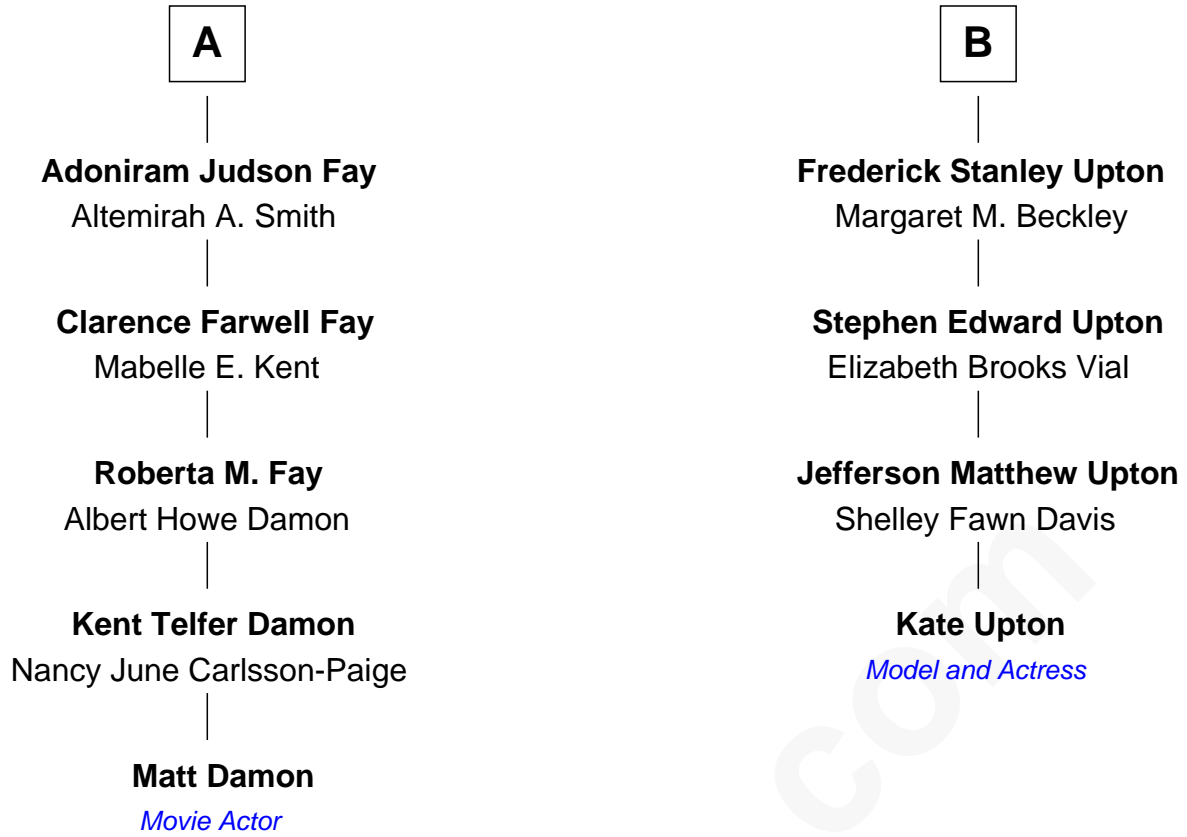 A
Adoniram Judson Fay
Altemirah A. Smith
Clarence Farwell Fay
Mabelle E. Kent
Roberta M. Fay
Albert Howe Damon
Kent Telfer Damon
Nancy June Carlsson-Paige
Matt Damon
Movie Actor
B
Frederick Stanley Upton
Margaret M. Beckley
Stephen Edward Upton
Elizabeth Brooks Vial
Jefferson Matthew Upton
Shelley Fawn Davis
Kate Upton
Model and Actress
com